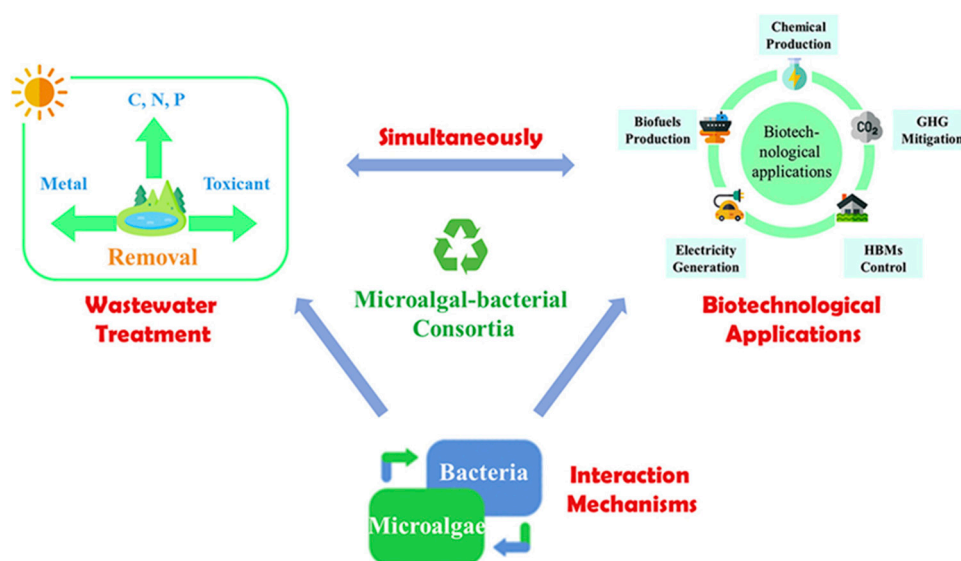 C, N, P
Metal
Toxicant
Removal
Wastewater
Treatment
Simultaneously
Microalgal-bacterial
Consortia
Chemical
Production
Biofuels
Production
CO2
GHG
Mitigation
Biotech-
nological
applications
Electricity
Generation
HBMs
Control
Biotechnological
Applications
Bacteria
Microalgae
Interaction
Mechanisms